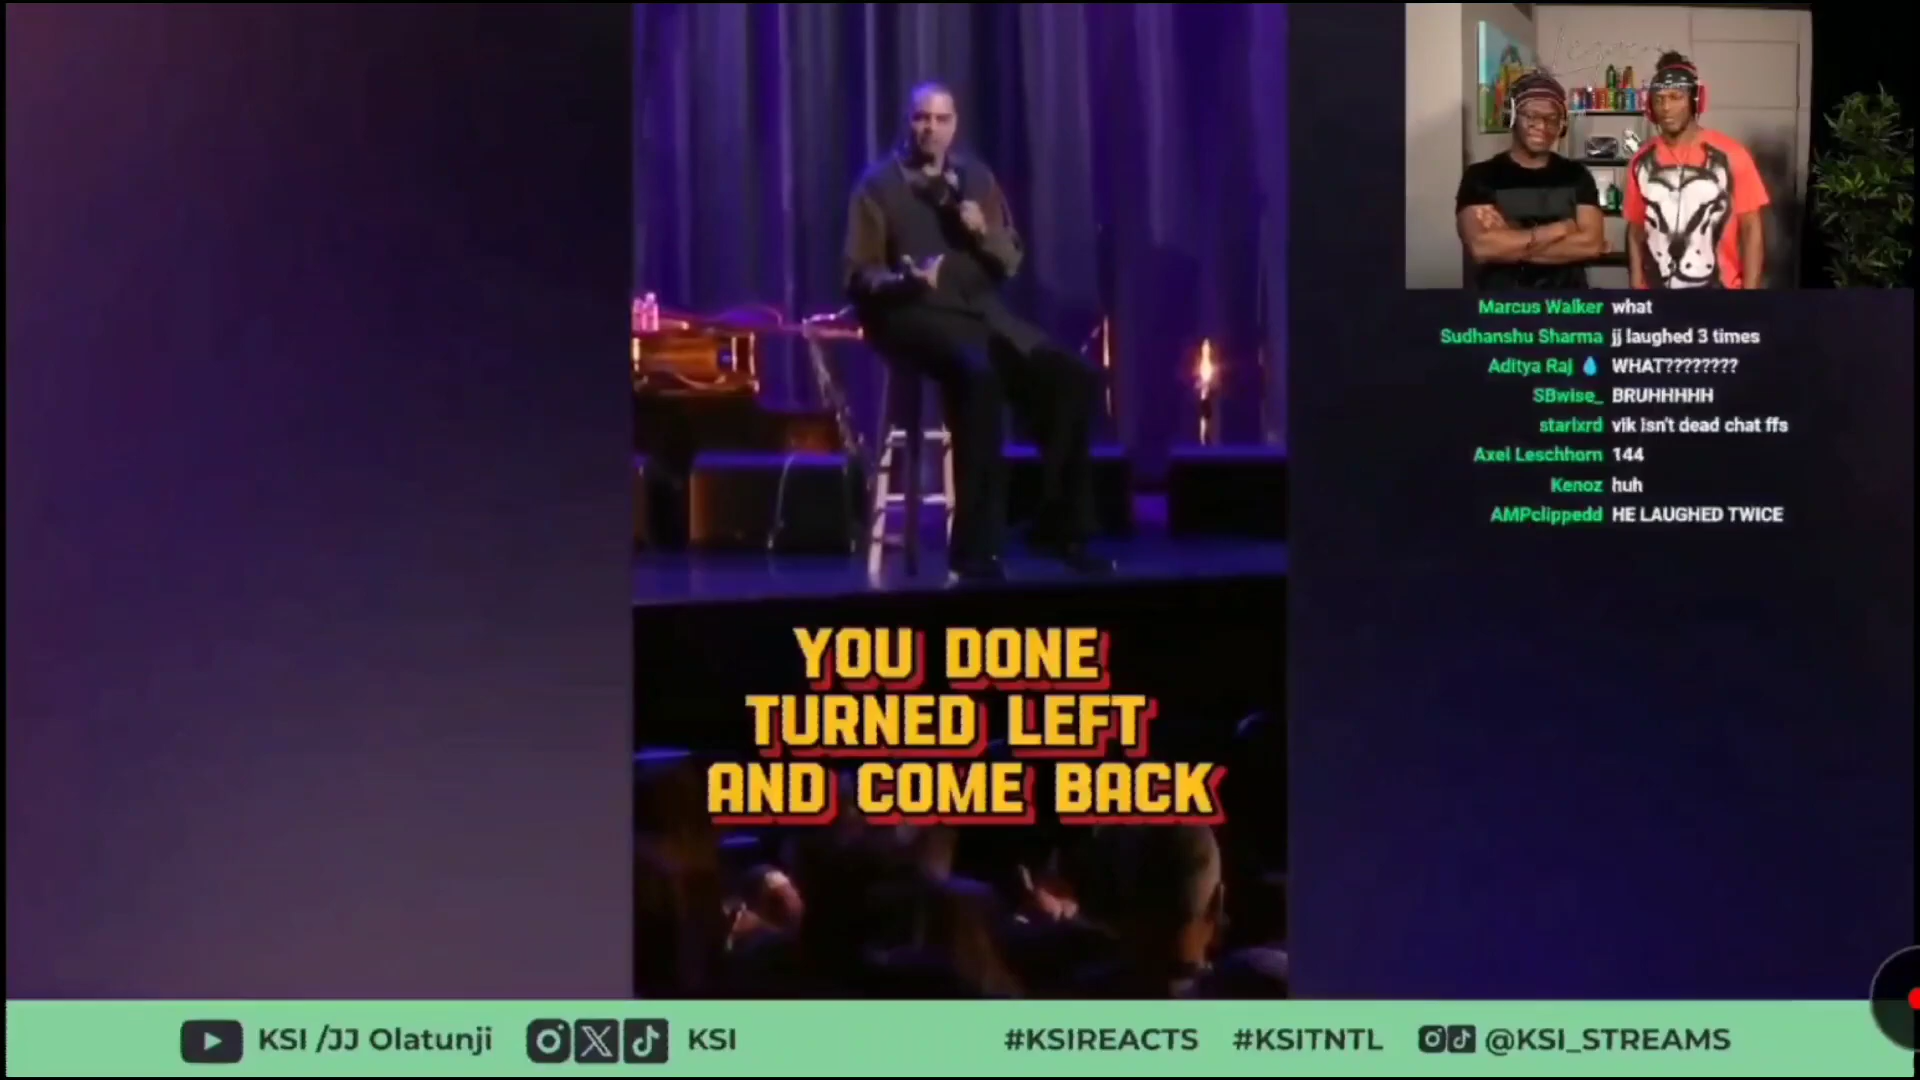 Legen
Marcus Walker what
Sudhanshu Sharma jj laughed 3 times
Aditya Raj 💧 WHAT????????
SBwise_ BRUHHHHH
starlxrd vik isn't dead chat ffs
Axel Leschhorn 144
Kenoz huh
AMPclippedd HE LAUGHED TWICE
YOU DONE
TURNED LEFT
AND COME BACK
KSI /JJ Olatunji KSI #KSIREACTS #KSITNTL @KSI_STREAMS